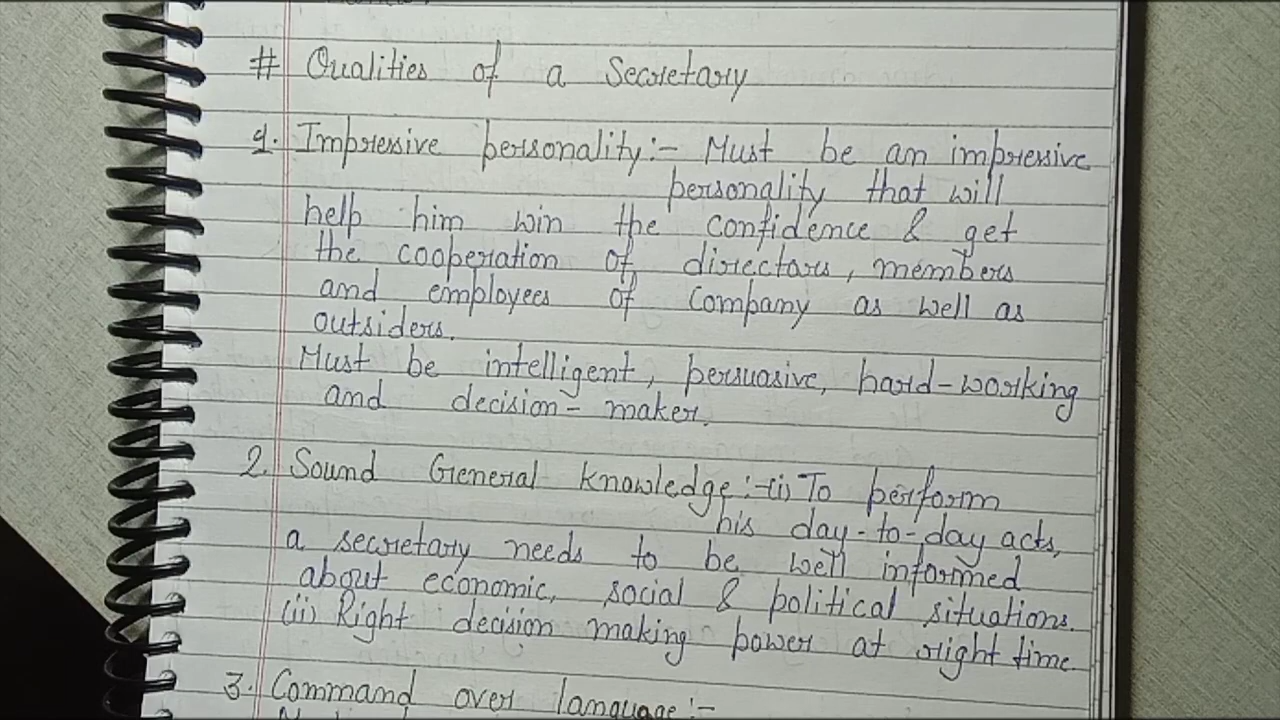 # Qualities of a Secretary
1. Impressive personality:- Must be an impressive
personality that will
help him win the confidence & get
the cooperation of directors, members
and employees of Company as well as
outsiders.
Must be intelligent, persuasive, hard-working
and decision-maker.
2. Sound General Knowledge:-(i) To perform
his day-to-day acts,
a secretary needs to be well informed
about economic, social & political situations.
(ii) Right decision making power at right time
3. Command over language:-